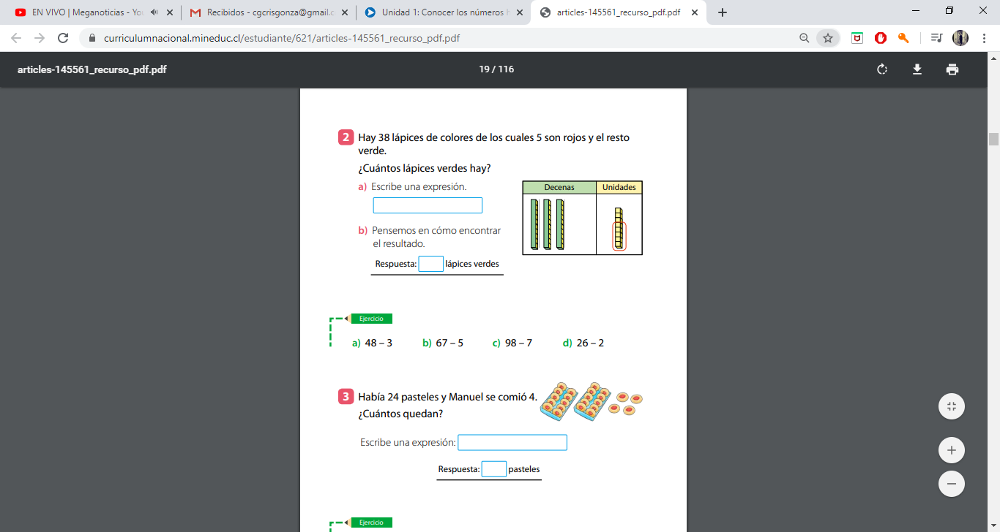 EN VIVO | Meganoticias - Yo
Recibidos - cgcrisgonza@gmail.c
Unidad 1: Conocer los números h
articles-145561_recurso_pdf.pdf
curriculumnacional.mineduc.cl/estudiante/621/articles-145561_recurso_pdf.pdf
articles-145561_recurso_pdf.pdf
19 / 116
2 Hay 38 lápices de colores de los cuales 5 son rojos y el resto
verde.
¿Cuántos lápices verdes hay?
a) Escribe una expresión.
Decenas Unidades
b) Pensemos en cómo encontrar
el resultado.
Respuesta: lápices verdes
Ejercicio
a) 48 – 3 b) 67 – 5 c) 98 – 7 d) 26 – 2
3 Había 24 pasteles y Manuel se comió 4.
¿Cuántos quedan?
Escribe una expresión:
Respuesta: pasteles
Ejercicio